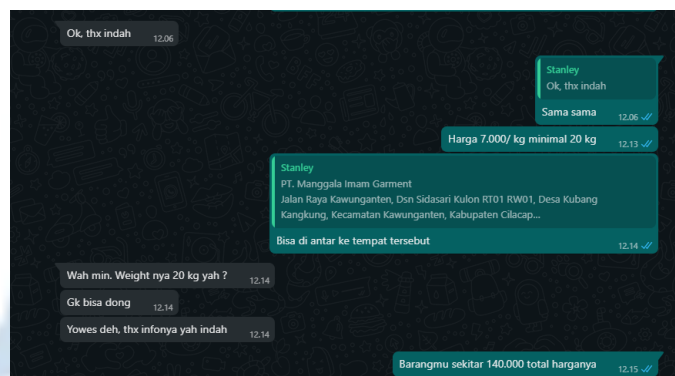 Ok, thx indah 12.06
Stanley
Ok, thx indah
Sama sama 12.06
Harga 7.000/ kg minimal 20 kg 12.13
Stanley
PT. Manggala Imam Garment
Jalan Raya Kawunganten, Dsn Sidasari Kulon RT01 RW01, Desa Kubang
Kangkung, Kecamatan Kawunganten, Kabupaten Cilacap...
Bisa di antar ke tempat tersebut 12.14
Wah min. Weight nya 20 kg yah ? 12.14
Gk bisa dong 12.14
Yowes deh, thx infonya yah indah 12.14
Barangmu sekitar 140.000 total harganya 12.15